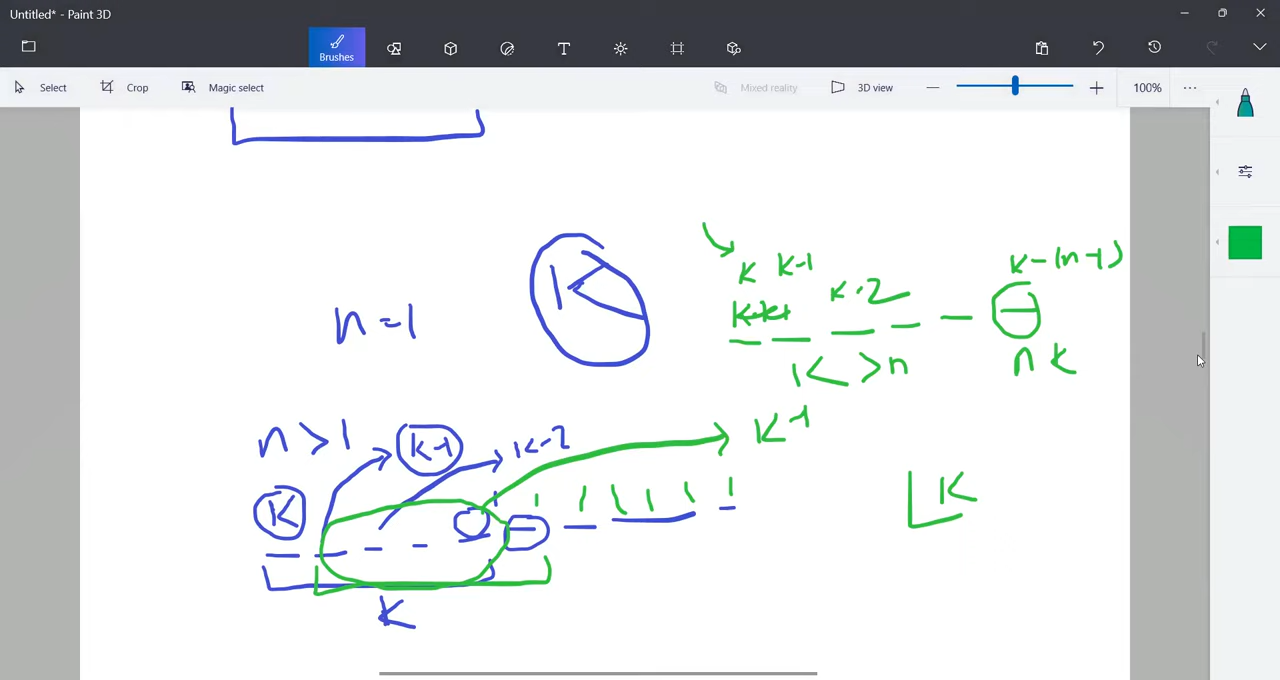 Untitled* - Paint 3D
Brushes
Select
Crop
Magic select
Mixed reality
3D view
100%
K K-1 K-2 K-(n-1)
n=1 K
K<>n n K
n>1 K-1 K-2 K-1
K
K
K